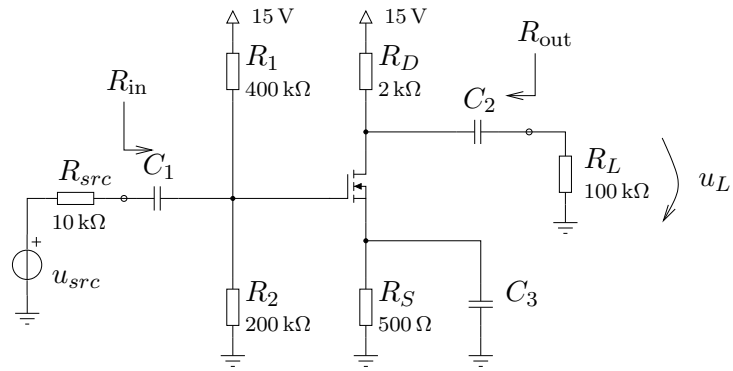 15 V
15 V
R_out
R_1
400 kΩ
R_D
2 kΩ
R_in
C_2
C_1
R_src
10 kΩ
R_L
100 kΩ
u_L
+
u_src
R_2
200 kΩ
R_S
500 Ω
C_3